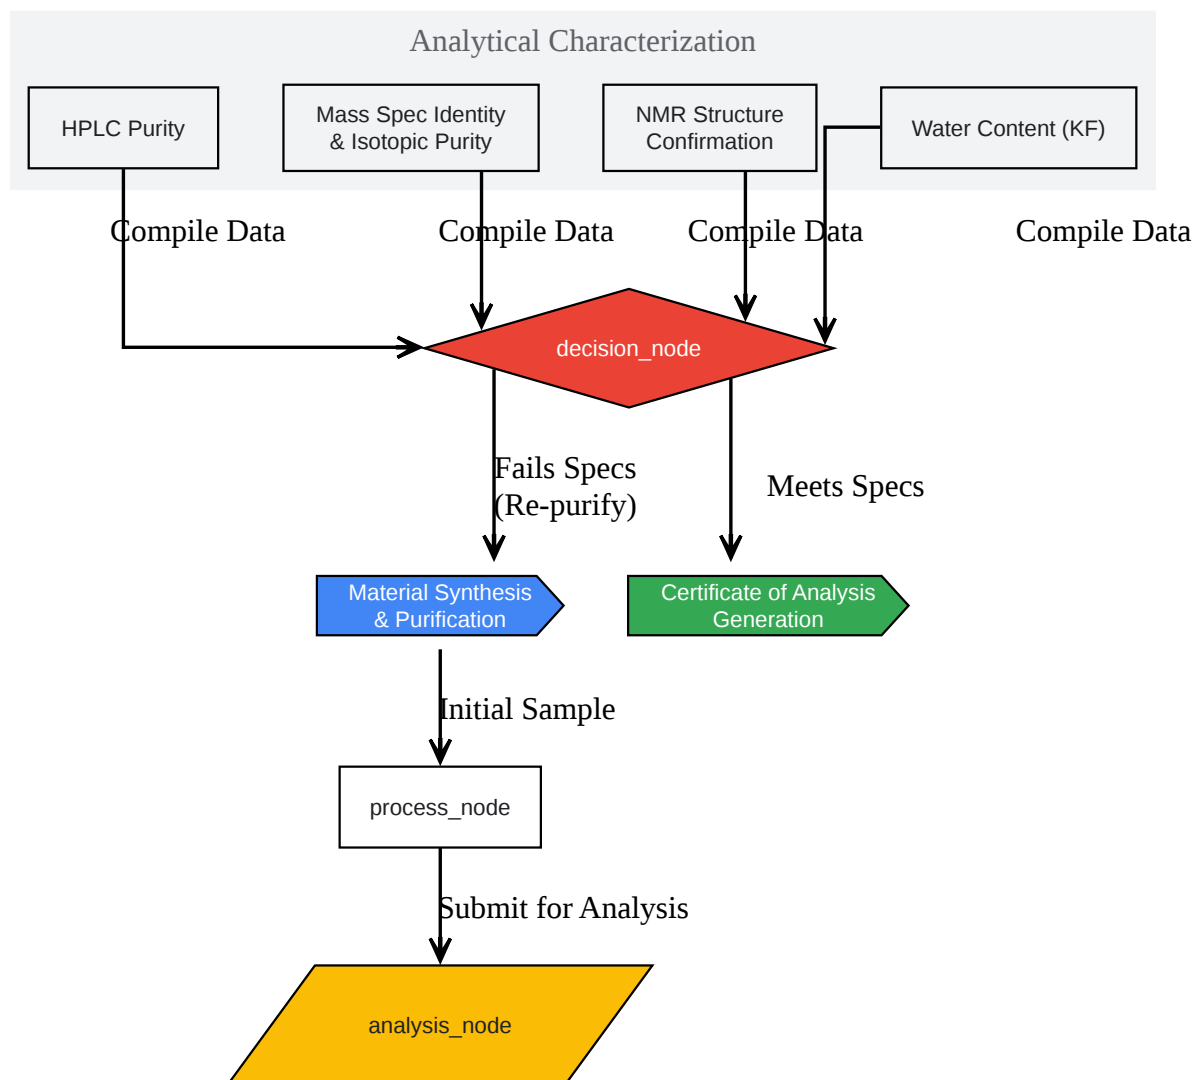 Analytical Characterization
HPLC Purity
Mass Spec Identity
& Isotopic Purity
NMR Structure
Confirmation
Water Content (KF)
Compile Data
Compile Data
Compile Data
Compile Data
decision_node
Fails Specs
(Re-purify)
Meets Specs
Material Synthesis
& Purification
Certificate of Analysis
Generation
Initial Sample
process_node
Submit for Analysis
analysis_node